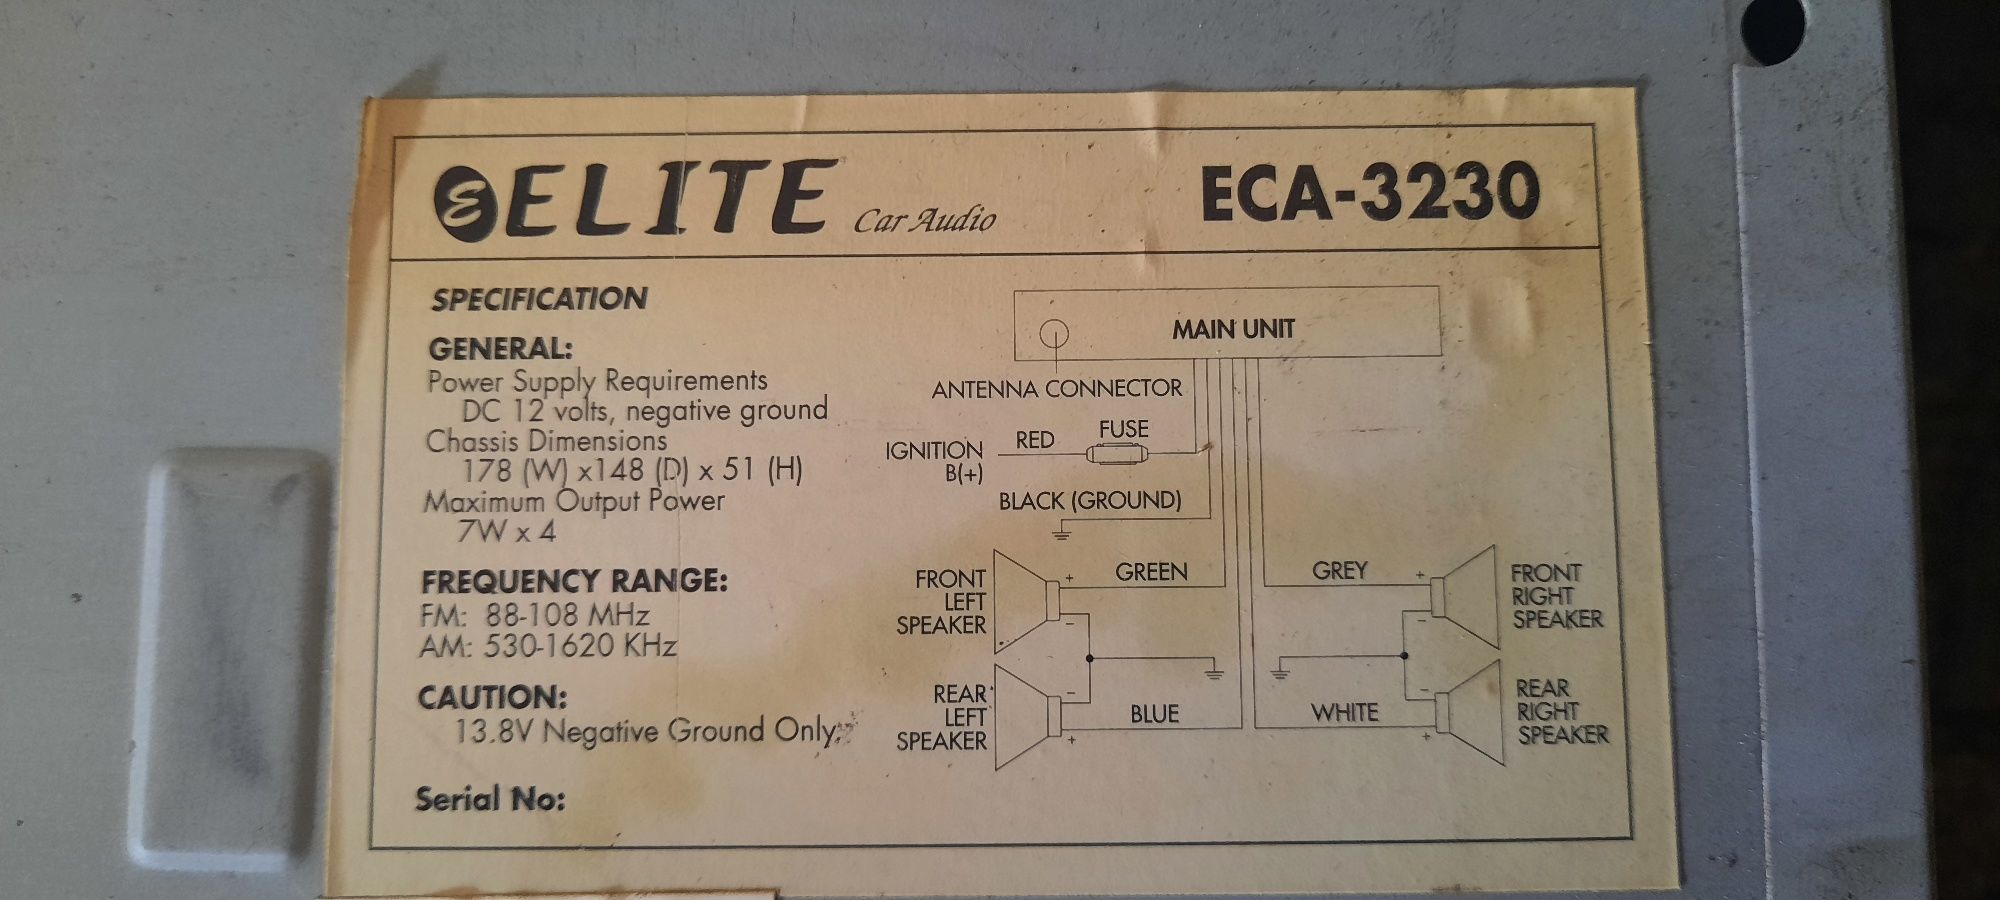 ELITE Car Audio
ECA-3230
SPECIFICATION
GENERAL:
Power Supply Requirements
DC 12 volts, negative ground
Chassis Dimensions
178 (W) x148 (D) x 51 (H)
Maximum Output Power
7W x 4
FREQUENCY RANGE:
FM: 88-108 MHz
AM: 530-1620 KHz
CAUTION:
13.8V Negative Ground Only.
Serial No:
MAIN UNIT
ANTENNA CONNECTOR
IGNITION
B(+)
RED
FUSE
BLACK (GROUND)
FRONT
LEFT
SPEAKER
+
GREEN
-
GREY
+
-
FRONT
RIGHT
SPEAKER
REAR
LEFT
SPEAKER
-
BLUE
+
WHITE
-
+
REAR
RIGHT
SPEAKER